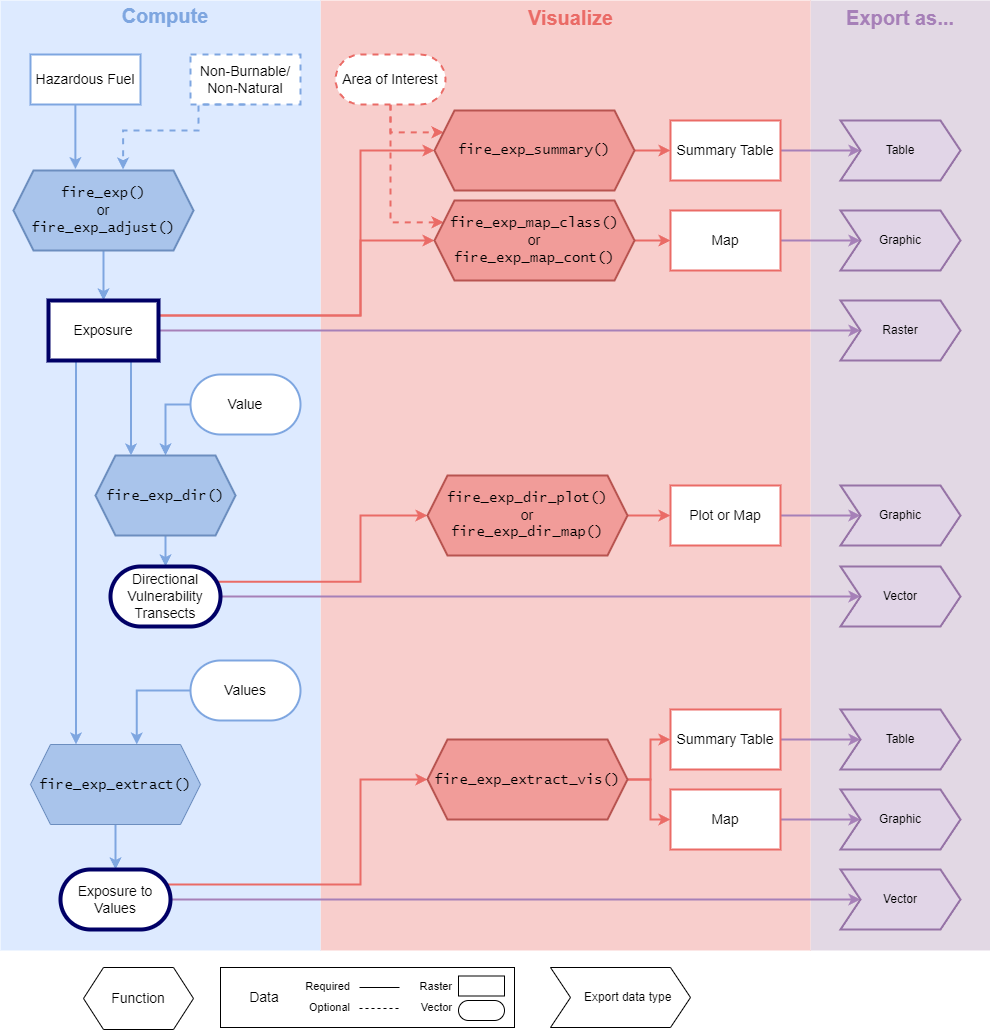 Compute
Visualize
Export as...
Hazardous Fuel
Non-Burnable/
Non-Natural
Area of Interest
fire_exp()
or
fire_exp_adjust()
fire_exp_summary()
Summary Table
Table
fire_exp_map_class()
or
fire_exp_map_cont()
Map
Graphic
Exposure
Raster
Value
fire_exp_dir()
fire_exp_dir_plot()
or
fire_exp_dir_map()
Plot or Map
Graphic
Directional
Vulnerability
Transects
Vector
Values
fire_exp_extract()
fire_exp_extract_vis()
Summary Table
Table
Map
Graphic
Exposure to
Values
Vector
Function
Data
Required
Optional
Raster
Vector
Export data type